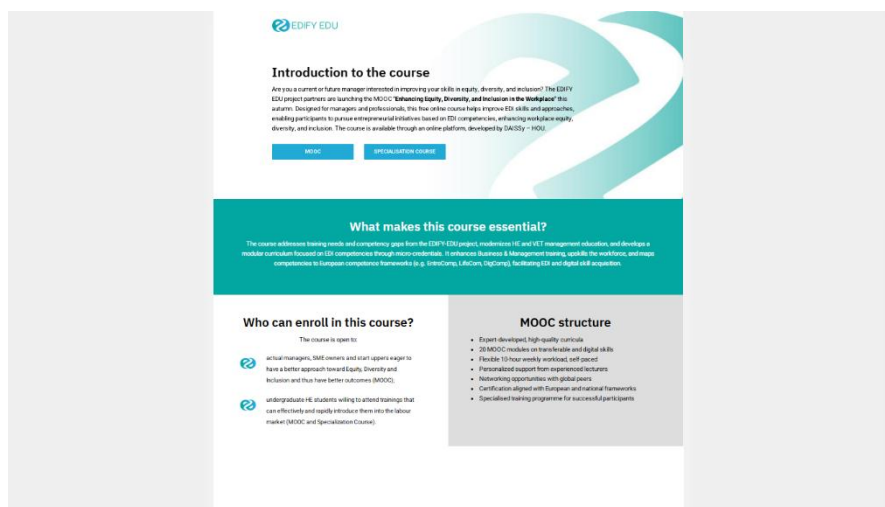 EDIFY EDU
Introduction to the course
Are you a current or future manager interested in improving your skills in equity, diversity, and inclusion? The EDIFY
EDU project partners are launching the MOOC "Enhancing Equity, Diversity, and Inclusion in the Workplace" this
autumn. Designed for managers and professionals, this free online course helps improve EDI skills and approaches,
enabling participants to pursue entrepreneurial initiatives based on EDI competencies, enhancing workplace equity,
diversity, and inclusion. The course is available through an online platform, developed by DAISSy – HOU.
MOOC
SPECIALISATION COURSE
What makes this course essential?
The course addresses training needs and competency gaps from the EDIFY-EDU project, modernizes HE and VET management education, and develops a
modular curriculum focused on EDI competencies through micro-credentials. It enhances Business & Management training, upskills the workforce, and maps
competencies to European competence frameworks (e.g. EntreComp, LifeCom, DigComp), facilitating EDI and digital skill acquisition.
Who can enroll in this course?
The course is open to:
actual managers, SME owners and start uppers eager to
have a better approach toward Equity, Diversity and
Inclusion and thus have better outcomes (MOOC);
undergraduate HE students willing to attend trainings that
can effectively and rapidly introduce them into the labour
market (MOOC and Specialization Course).
MOOC structure
• Expert-developed, high-quality curricula
• 20 MOOC modules on transferable and digital skills
• Flexible 10-hour weekly workload, self-paced
• Personalized support from experienced lecturers
• Networking opportunities with global peers
• Certification aligned with European and national frameworks
• Specialised training programme for successful participants